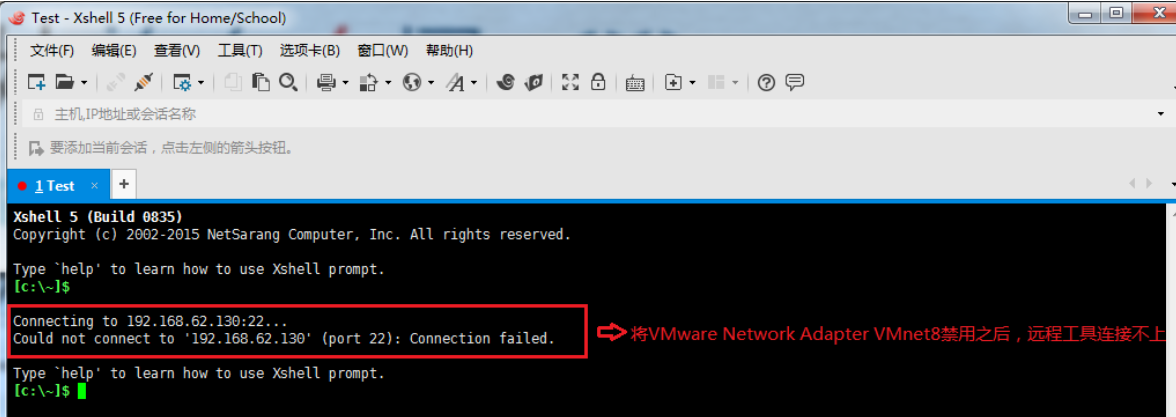 Test - Xshell 5 (Free for Home/School)
文件(F) 编辑(E) 查看(V) 工具(T) 选项卡(B) 窗口(W) 帮助(H)
主机,IP地址或会话名称
要添加当前会话，点击左侧的箭头按钮。
1 Test × +
Xshell 5 (Build 0835)
Copyright (c) 2002-2015 NetSarang Computer, Inc. All rights reserved.
Type `help' to learn how to use Xshell prompt.
[c:\~]$
Connecting to 192.168.62.130:22...
Could not connect to '192.168.62.130' (port 22): Connection failed.
将VMware Network Adapter VMnet8禁用之后，远程工具连接不上
Type `help' to learn how to use Xshell prompt.
[c:\~]$